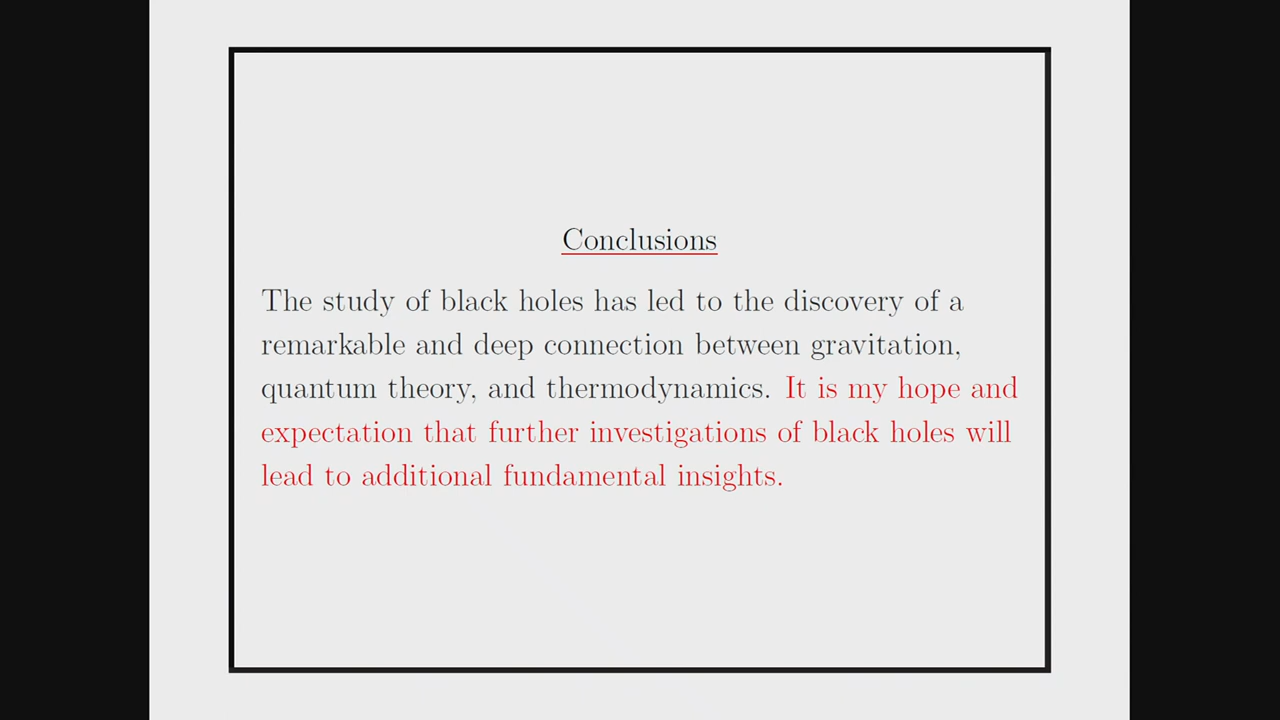 Conclusions
The study of black holes has led to the discovery of a
remarkable and deep connection between gravitation,
quantum theory, and thermodynamics. It is my hope and
expectation that further investigations of black holes will
lead to additional fundamental insights.